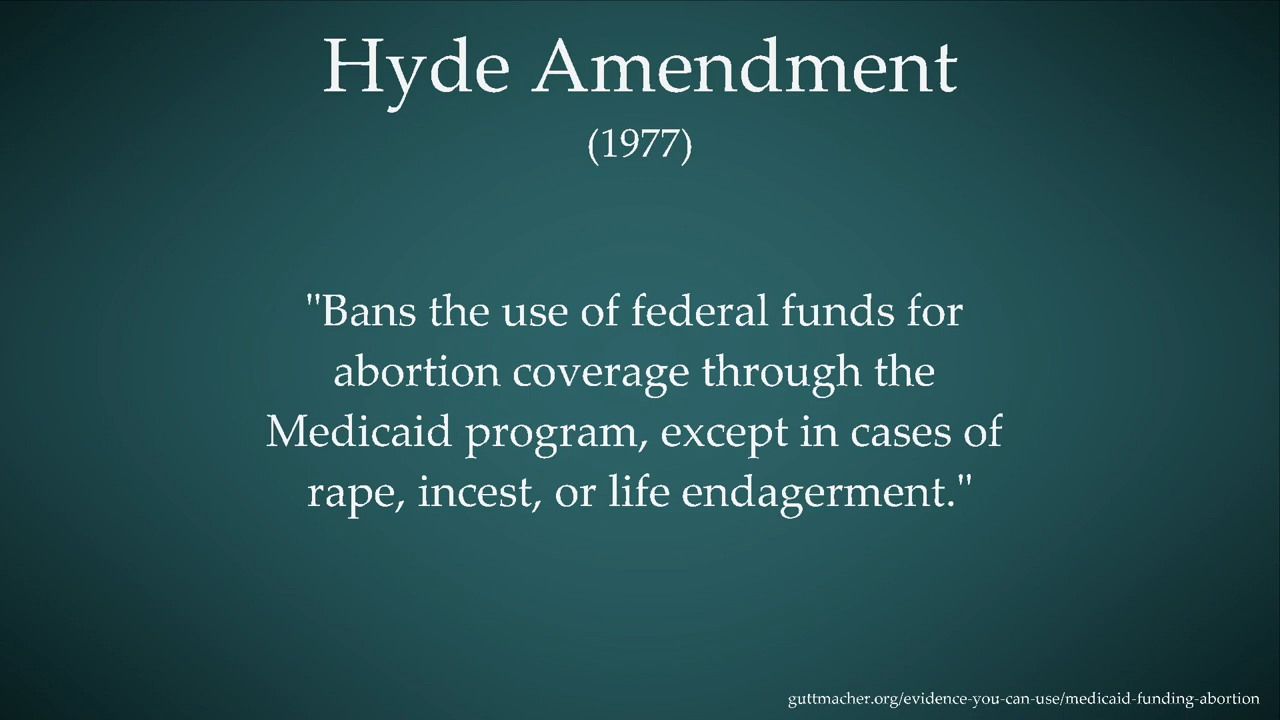 Hyde Amendment
(1977)
"Bans the use of federal funds for
abortion coverage through the
Medicaid program, except in cases of
rape, incest, or life endagerment."
guttmacher.org/evidence-you-can-use/medicaid-funding-abortion